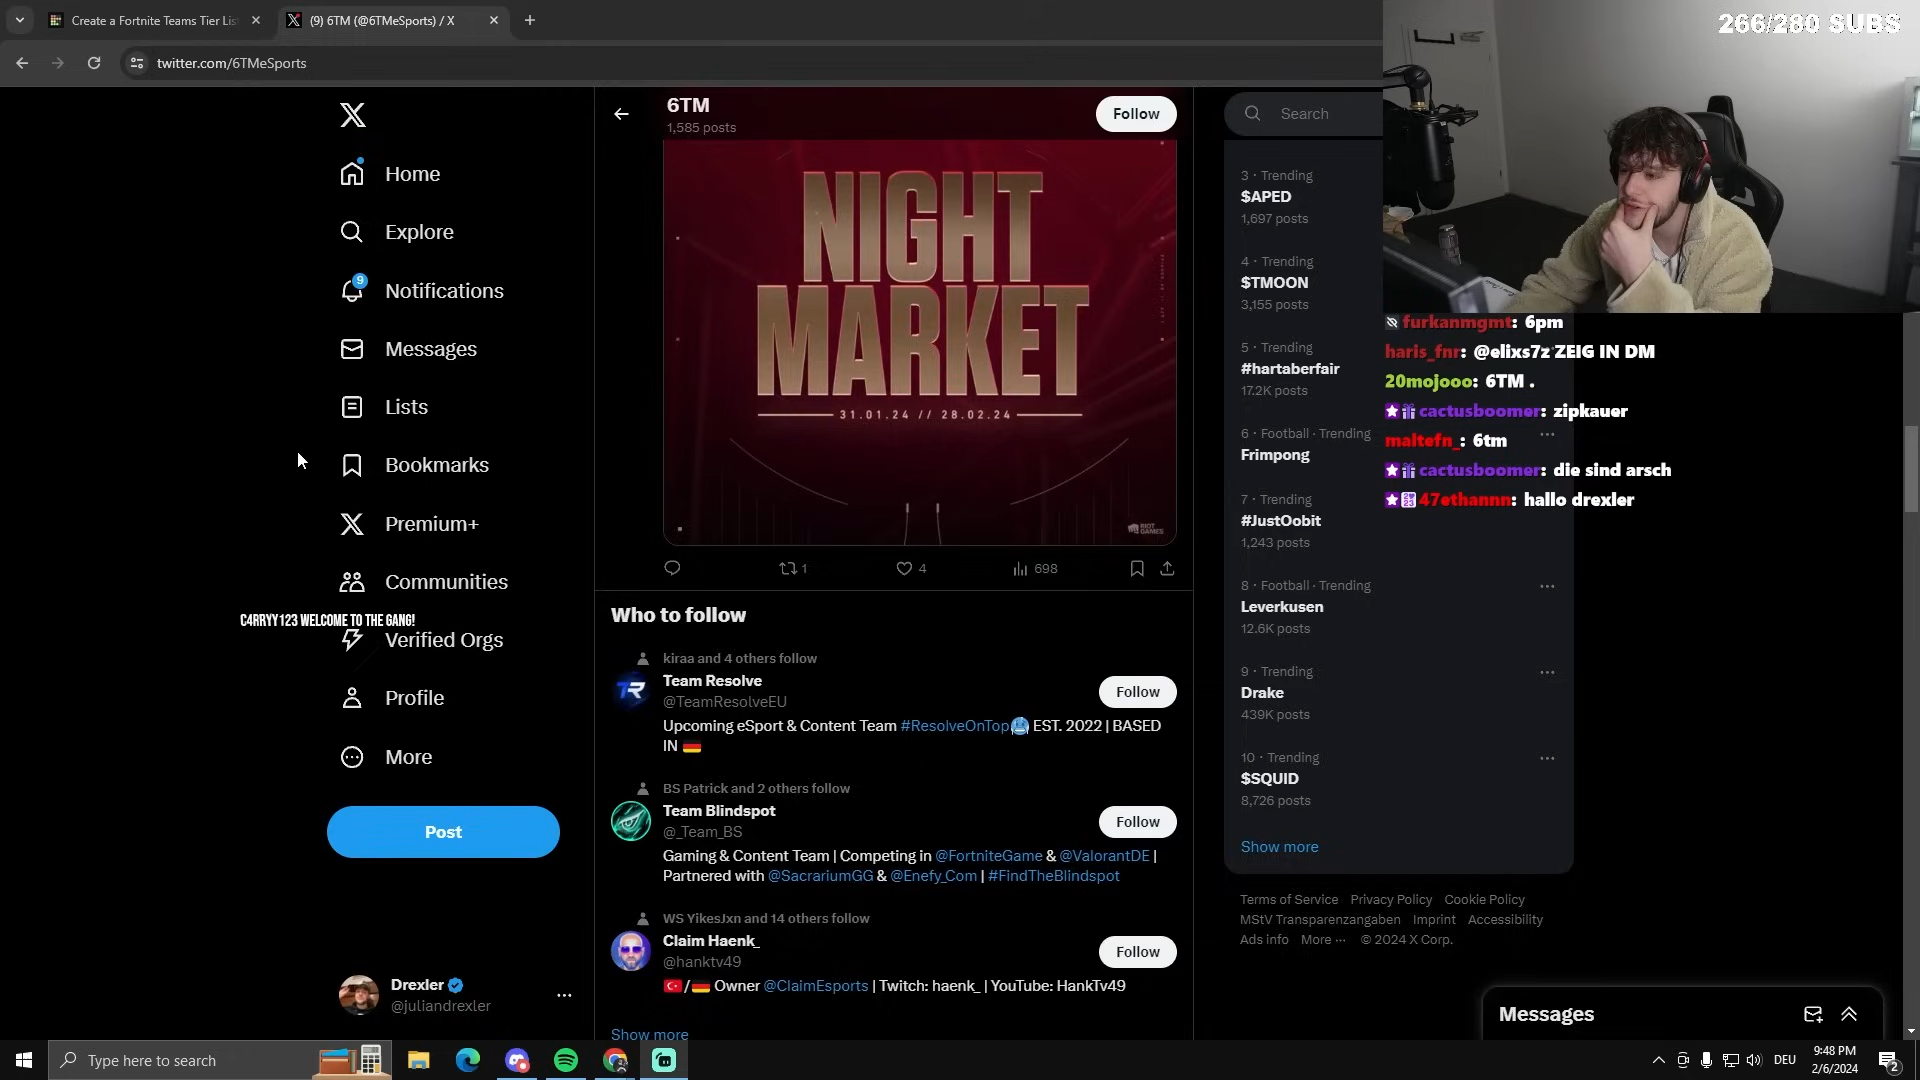 Create a Fortnite Teams Tier Lis
(9) 6TM (@6TMeSports) / X
twitter.com/6TMeSports
266/280 SUBS
Home
Explore
9
Notifications
Messages
Lists
Bookmarks
Premium+
Communities
C4RRYY123 WELCOME TO THE GANG!
Verified Orgs
Profile
More
Post
Drexler
@juliandrexler
6TM
1,585 posts
Follow
NIGHT
MARKET
31.01.24 // 28.02.24
RIOT
GAMES
1
4
698
Who to follow
kiraa and 4 others follow
TR
Team Resolve
@TeamResolveEU
Follow
Upcoming eSport & Content Team #ResolveOnTop🥶 EST. 2022 | BASED
IN 🇩🇪
BS Patrick and 2 others follow
Team Blindspot
@_Team_BS
Follow
Gaming & Content Team | Competing in @FortniteGame & @ValorantDE |
Partnered with @SacrariumGG & @Enefy_Com | #FindTheBlindspot
WS YikesJxn and 14 others follow
Claim Haenk_
@hanktv49
Follow
🇹🇷/🇩🇪 Owner @ClaimEsports | Twitch: haenk_ | YouTube: HankTv49
Show more
Search
3 · Trending
$APED
1,697 posts
4 · Trending
$TMOON
3,155 posts
5 · Trending
#hartaberfair
17.2K posts
6 · Football · Trending
Frimpong
7 · Trending
#JustOobit
1,243 posts
8 · Football · Trending
Leverkusen
12.6K posts
9 · Trending
Drake
439K posts
10 · Trending
$SQUID
8,726 posts
Show more
Terms of Service Privacy Policy Cookie Policy
MStV Transparenzangaben Imprint Accessibility
Ads info More ··· © 2024 X Corp.
furkanmgmt: 6pm
haris_fnr: @elixs7z ZEIG IN DM
20mojooo: 6TM .
cactusboomer: zipkauer
maltefn_: 6tm
cactusboomer: die sind arsch
47ethannn: hallo drexler
Messages
Type here to search
DEU
9:48 PM
2/6/2024
2